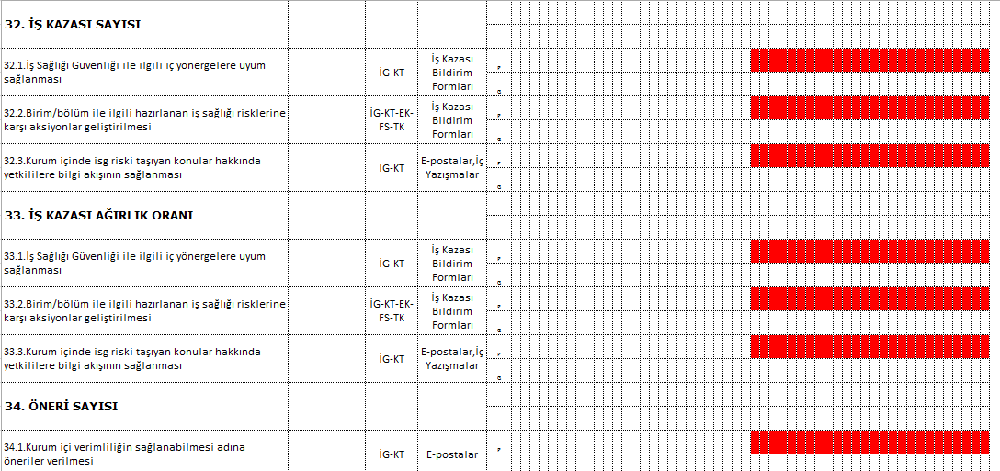 32. İŞ KAZASI SAYISI
32.1.İş Sağlığı Güvenliği ile ilgili iç yönergelere uyum
sağlanması
İG-KT
İş Kazası
Bildirim
Formları
P
G
32.2.Birim/bölüm ile ilgili hazırlanan iş sağlığı risklerine
karşı aksiyonlar geliştirilmesi
İG-KT-EK-
FS-TK
İş Kazası
Bildirim
Formları
P
G
32.3.Kurum içinde isg riski taşıyan konular hakkında
yetkililere bilgi akışının sağlanması
İG-KT
E-postalar,İç
Yazışmalar
P
G
33. İŞ KAZASI AĞIRLIK ORANI
33.1.İş Sağlığı Güvenliği ile ilgili iç yönergelere uyum
sağlanması
İG-KT
İş Kazası
Bildirim
Formları
P
G
33.2.Birim/bölüm ile ilgili hazırlanan iş sağlığı risklerine
karşı aksiyonlar geliştirilmesi
İG-KT-EK-
FS-TK
İş Kazası
Bildirim
Formları
P
G
33.3.Kurum içinde isg riski taşıyan konular hakkında
yetkililere bilgi akışının sağlanması
İG-KT
E-postalar,İç
Yazışmalar
P
G
34. ÖNERİ SAYISI
34.1.Kurum içi verimliliğin sağlanabilmesi adına
öneriler verilmesi
İG-KT
E-postalar
P